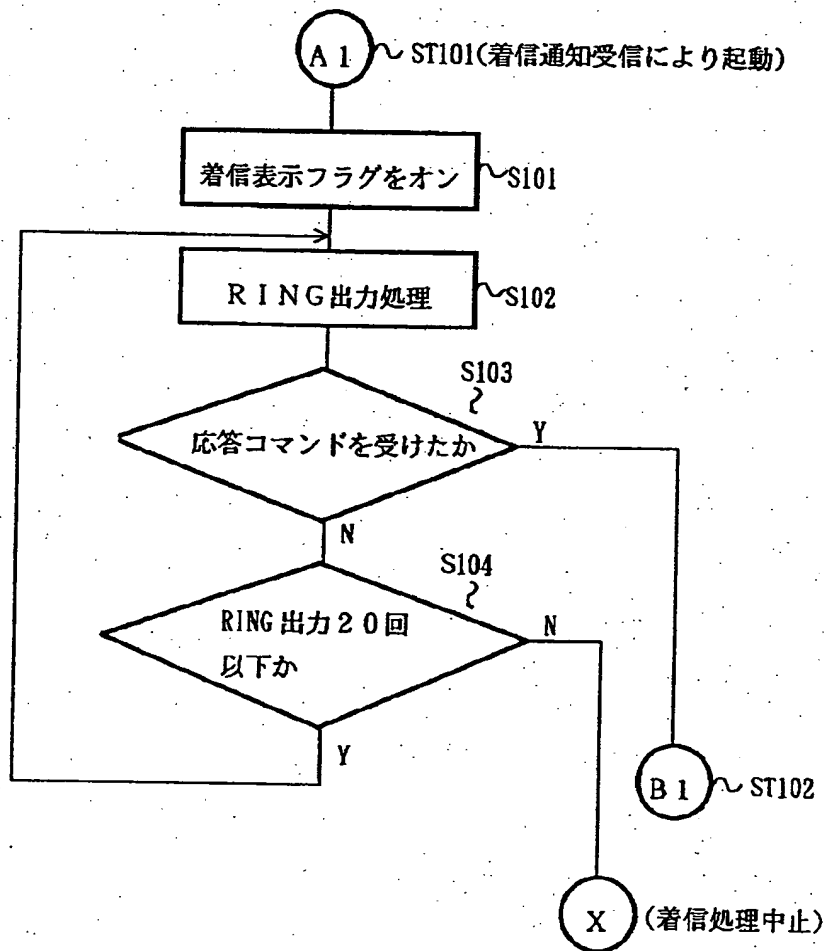 A1 ST101(着信通知受信により起動)
着信表示フラグをオン S101
RING出力処理 S102
S103
応答コマンドを受けたか Y
N
S104
RING出力20回 N
以下か
Y
B1 ST102
X (着信処理中止)